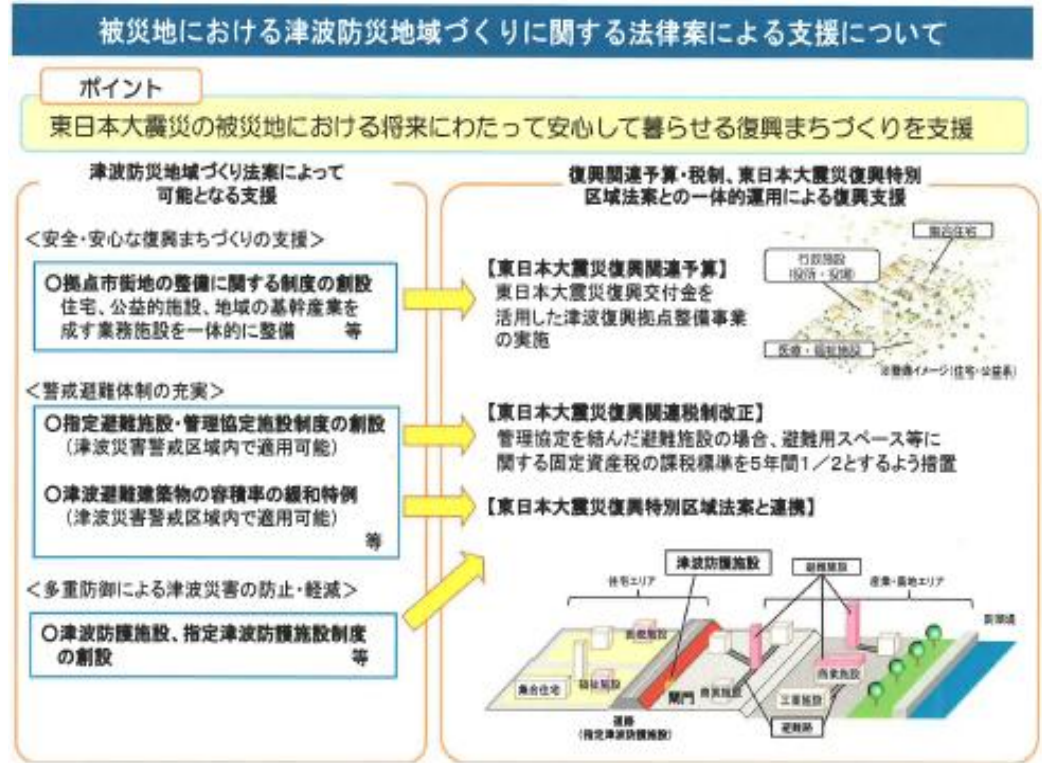 被災地における津波防災地域づくりに関する法律案による支援について
ポイント
東日本大震災の被災地における将来にわたって安心して暮らせる復興まちづくりを支援
津波防災地域づくり法案によって
可能となる支援
<安全・安心な復興まちづくりの支援>
○拠点市街地の整備に関する制度の創設
住宅、公益的施設、地域の基幹産業を
成す業務施設を一体的に整備 等
<警戒避難体制の充実>
○指定避難施設・管理協定施設制度の創設
(津波災害警戒区域内で適用可能)
○津波避難建築物の容積率の緩和特例
(津波災害警戒区域内で適用可能)
等
<多重防御による津波災害の防止・軽減>
○津波防護施設、指定津波防護施設制度
の創設 等
復興関連予算・税制、東日本大震災復興特別
区域法案との一体的運用による復興支援
【東日本大震災復興関連予算】
東日本大震災復興交付金を
活用した津波復興拠点整備事業
の実施
集合住宅
行政施設
(役所・役場)
医療・福祉施設
※整備イメージ(住宅・公益系)
【東日本大震災復興関連税制改正】
管理協定を結んだ避難施設の場合、避難用スペース等に
関する固定資産税の課税標準を5年間1/2とするよう措置
【東日本大震災復興特別区域法案と連携】
津波防護施設
避難施設
住宅エリア
産業・農地エリア
防潮堤
医療施設
福祉施設
集合住宅
閘門
商業施設
商業施設
工業施設
避難路
道路
(指定津波防護施設)